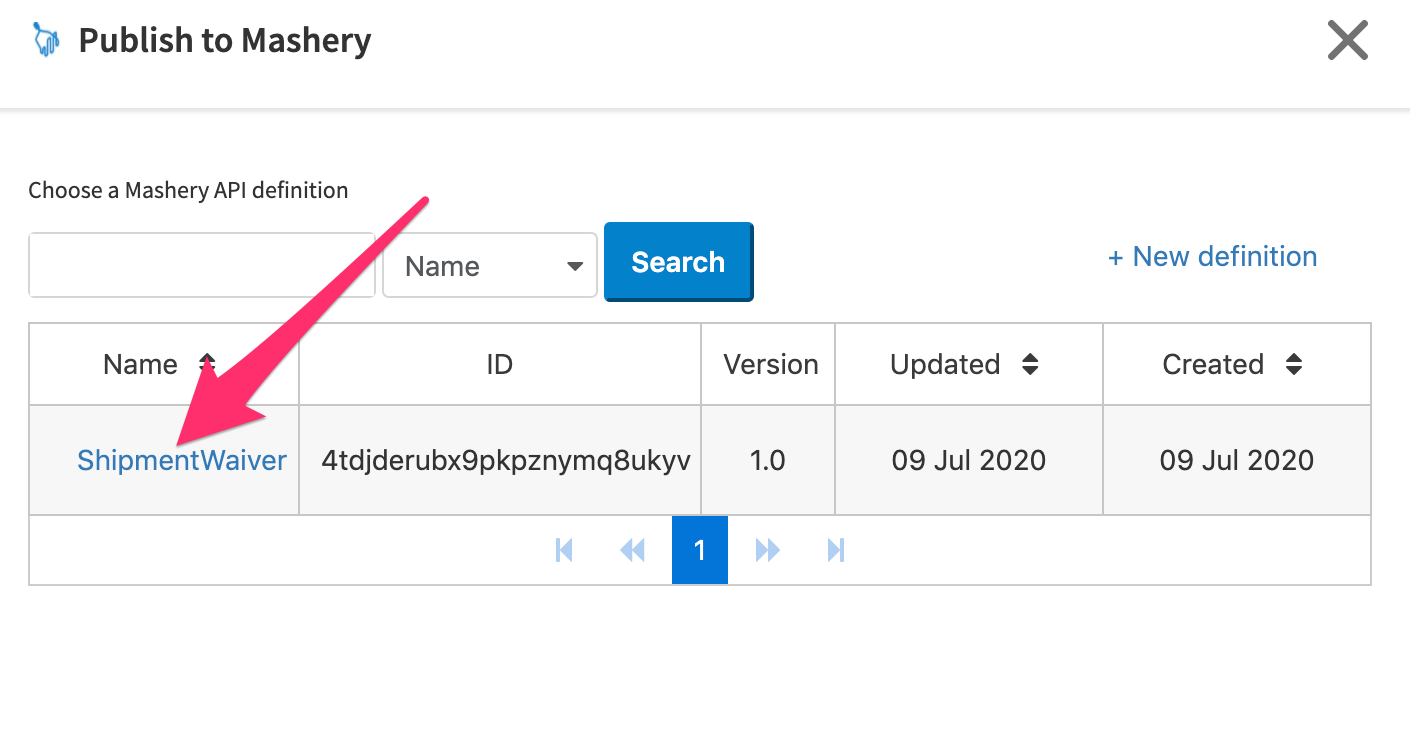 Publish to Mashery
Choose a Mashery API definition
Name
Search
+ New definition
Name ID Version Updated Created
ShipmentWaiver 4tdjderubx9pkpznymq8ukyv 1.0 09 Jul 2020 09 Jul 2020
1